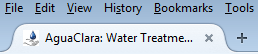 File Edit View History Bookmarks Tools
AguaClara: Water Treatme...